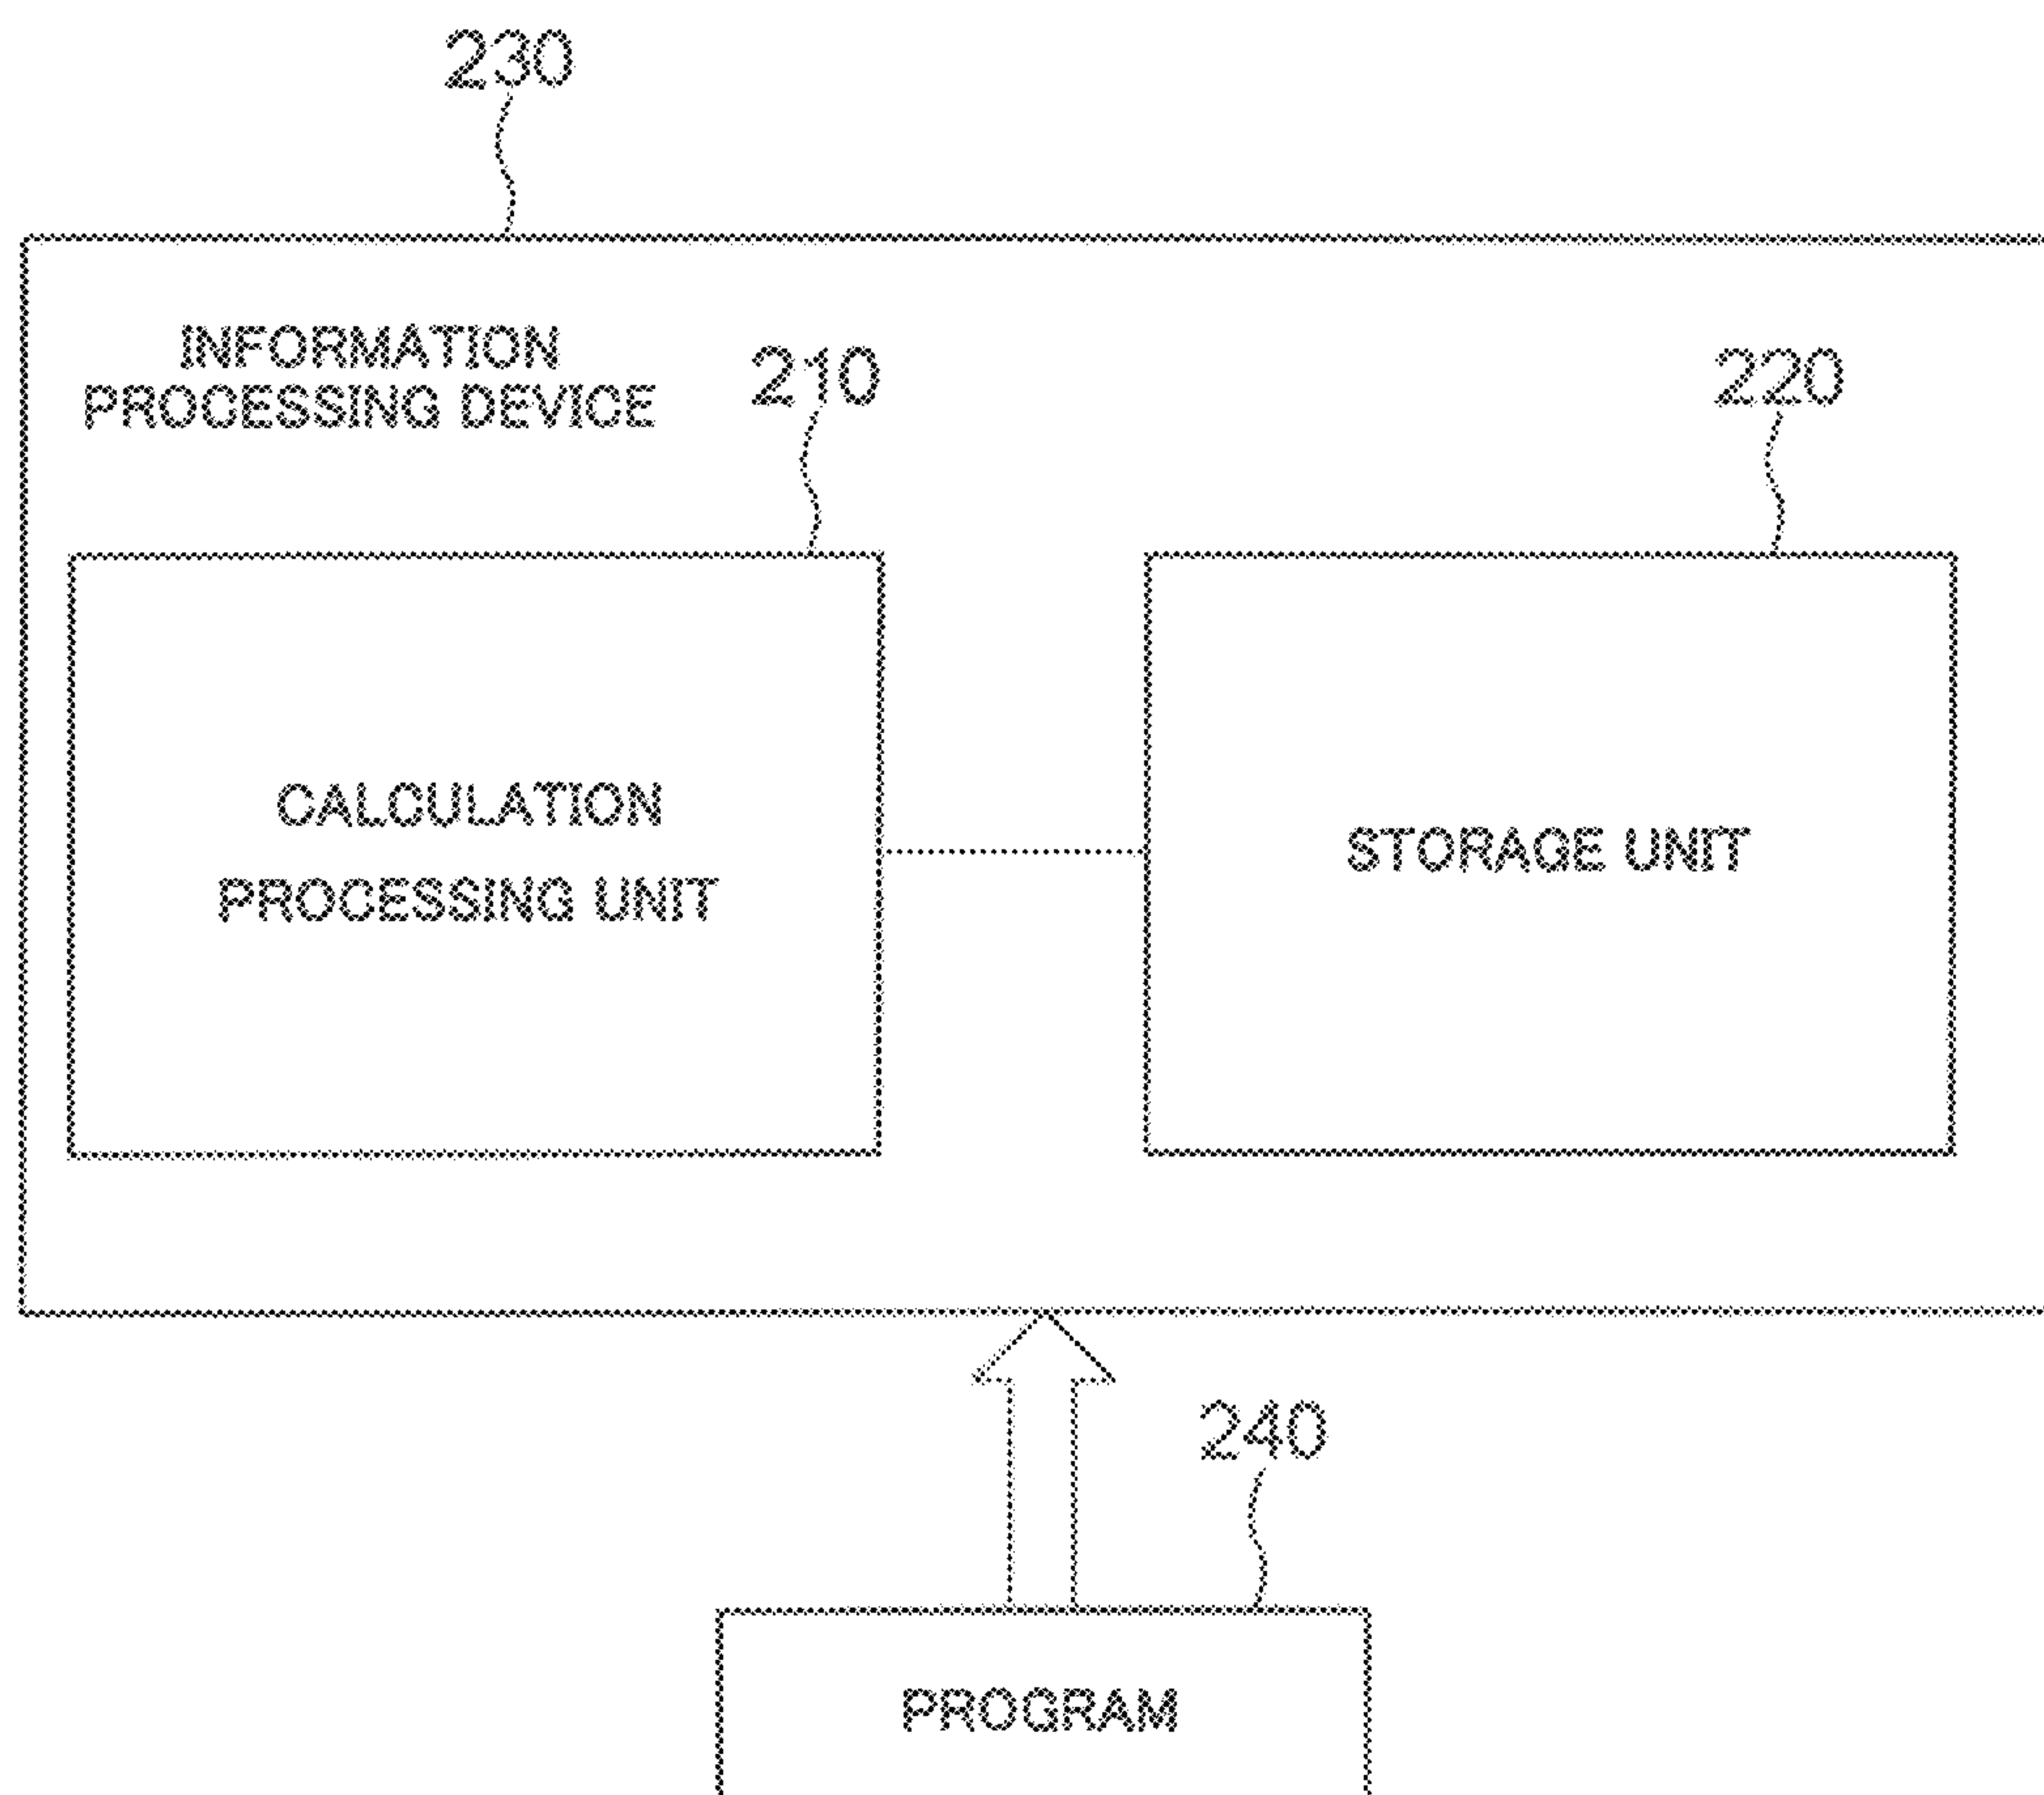 230
INFORMATION
PROCESSING DEVICE
210
220
CALCULATION
PROCESSING UNIT
STORAGE UNIT
240
PROGRAM